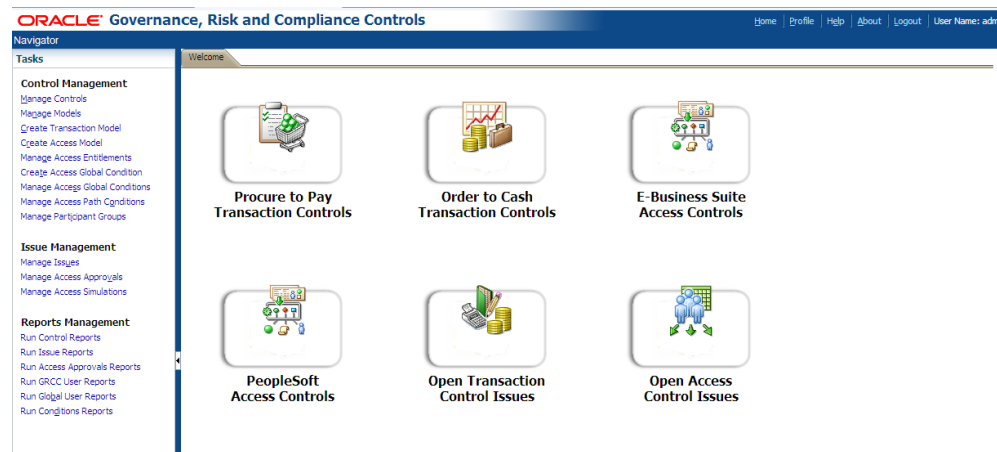 ORACLE Governance, Risk and Compliance Controls
Home Profile Help About Logout User Name: adm
Navigator
Tasks
Welcome
Control Management
Manage Controls
Manage Models
Create Transaction Model
Create Access Model
Manage Access Entitlements
Create Access Global Condition
Manage Access Global Conditions
Manage Access Path Conditions
Manage Participant Groups
Issue Management
Manage Issues
Manage Access Approvals
Manage Access Simulations
Reports Management
Run Control Reports
Run Issue Reports
Run Access Approvals Reports
Run GRCC User Reports
Run Global User Reports
Run Conditions Reports
Procure to Pay
Transaction Controls
Order to Cash
Transaction Controls
E-Business Suite
Access Controls
PeopleSoft
Access Controls
Open Transaction
Control Issues
Open Access
Control Issues